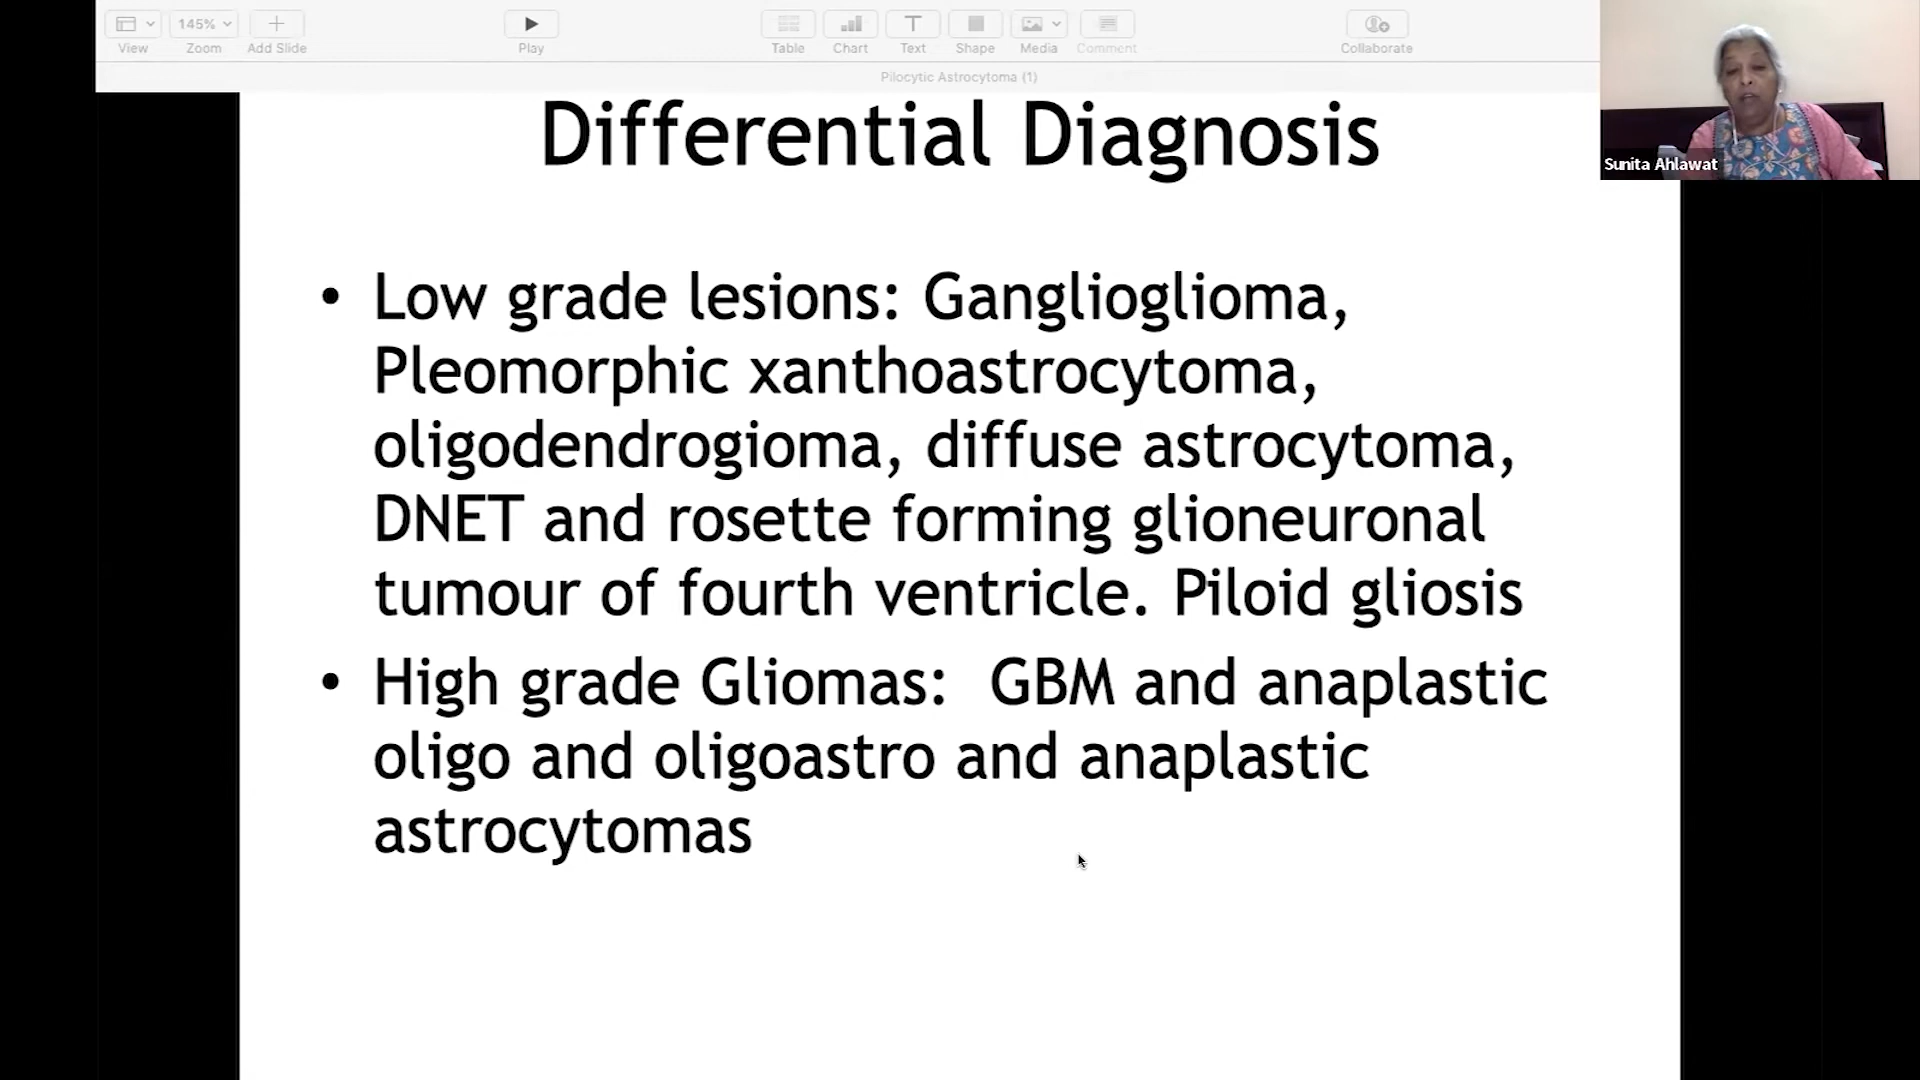 145%
View
Zoom
Add Slide
Play
Table
Chart
Text
Shape
Media
Comment
Collaborate
Pilocytic Astrocytoma (1)
Sunita Ahlawat
Differential Diagnosis
• Low grade lesions: Ganglioglioma,
Pleomorphic xanthoastrocytoma,
oligodendrogioma, diffuse astrocytoma,
DNET and rosette forming glioneuronal
tumour of fourth ventricle. Piloid gliosis
• High grade Gliomas:  GBM and anaplastic
oligo and oligoastro and anaplastic
astrocytomas